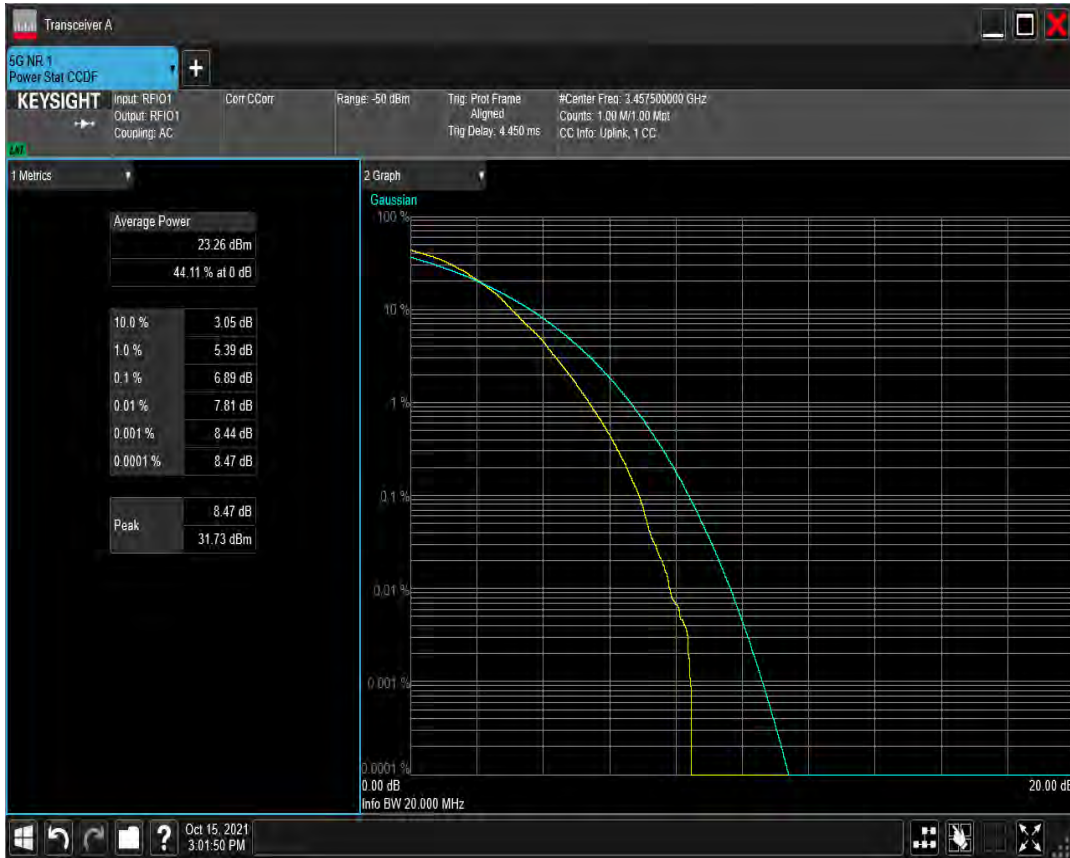 Transceiver A
5G NR 1
Power Stat CCDF
+
KEYSIGHT
Input: RFIO1
Output: RFIO1
Coupling: AC
Corr CCorr
Range: -50 dBm
Trig: Prot Frame
Aligned
Trig Delay: 4.450 ms
#Center Freq: 3.457500000 GHz
Counts: 1.00 M/1.00 Mpt
CC Info: Uplink, 1 CC
LXI
1 Metrics
Average Power
23.26 dBm
44.11 % at 0 dB
10.0 % 3.05 dB
1.0 % 5.39 dB
0.1 % 6.89 dB
0.01 % 7.81 dB
0.001 % 8.44 dB
0.0001 % 8.47 dB
Peak 8.47 dB
31.73 dBm
2 Graph
Gaussian
100 %
10 %
1 %
0.1 %
0.01 %
0.001 %
0.0001 %
0.00 dB 20.00 dB
Info BW 20.000 MHz
? Oct 15, 2021
3:01:50 PM